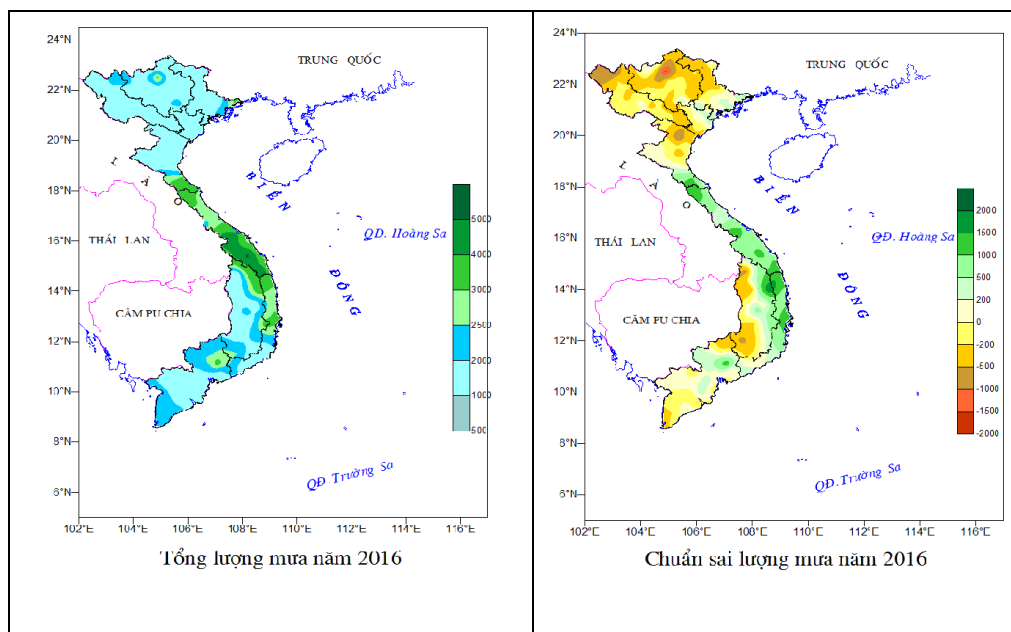 24°N
22°N
20°N
18°N
16°N
14°N
12°N
10°N
8°N
6°N
102°E
104°E
106°E
108°E
110°E
112°E
114°E
116°E
TRUNG QUỐC
LÀO
THÁI LAN
CĂM PU CHIA
BIỂN ĐÔNG
QĐ. Hoàng Sa
QĐ. Trường Sa
5000
4000
3000
2500
2000
1000
500
Tổng lượng mưa năm 2016
24°N
22°N
20°N
18°N
16°N
14°N
12°N
10°N
8°N
6°N
102°E
104°E
106°E
108°E
110°E
112°E
114°E
116°E
TRUNG QUỐC
LÀO
THÁI LAN
CĂM PU CHIA
BIỂN ĐÔNG
QĐ. Hoàng Sa
QĐ. Trường Sa
2000
1500
1000
500
200
0
-200
-500
-1000
-1500
-2000
Chuẩn sai lượng mưa năm 2016